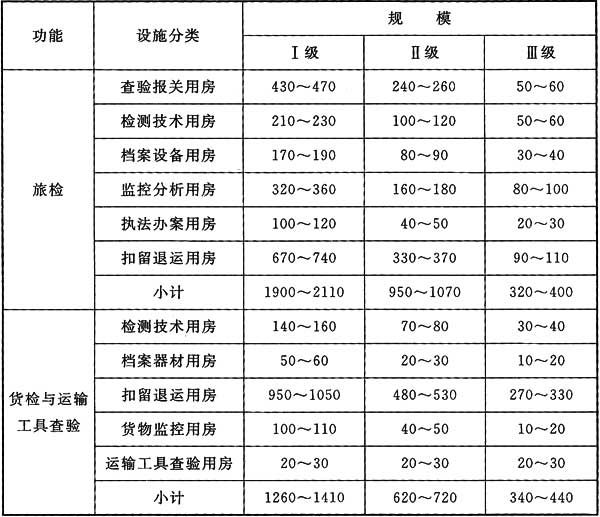 功能 设施分类 规 模
Ⅰ级 Ⅱ级 Ⅲ级
旅检
查验报关用房 430～470 240～260 50～60
检测技术用房 210～230 100～120 50～60
档案设备用房 170～190 80～90 30～40
监控分析用房 320～360 160～180 80～100
执法办案用房 100～120 40～50 20～30
扣留退运用房 670～740 330～370 90～110
小计 1900～2110 950～1070 320～400
货检与运输
工具查验
检测技术用房 140～160 70～80 30～40
档案器材用房 50～60 20～30 10～20
扣留退运用房 950～1050 480～530 270～330
货物监控用房 100～110 40～50 10～20
运输工具查验用房 20～30 20～30 20～30
小计 1260～1410 620～720 340～440